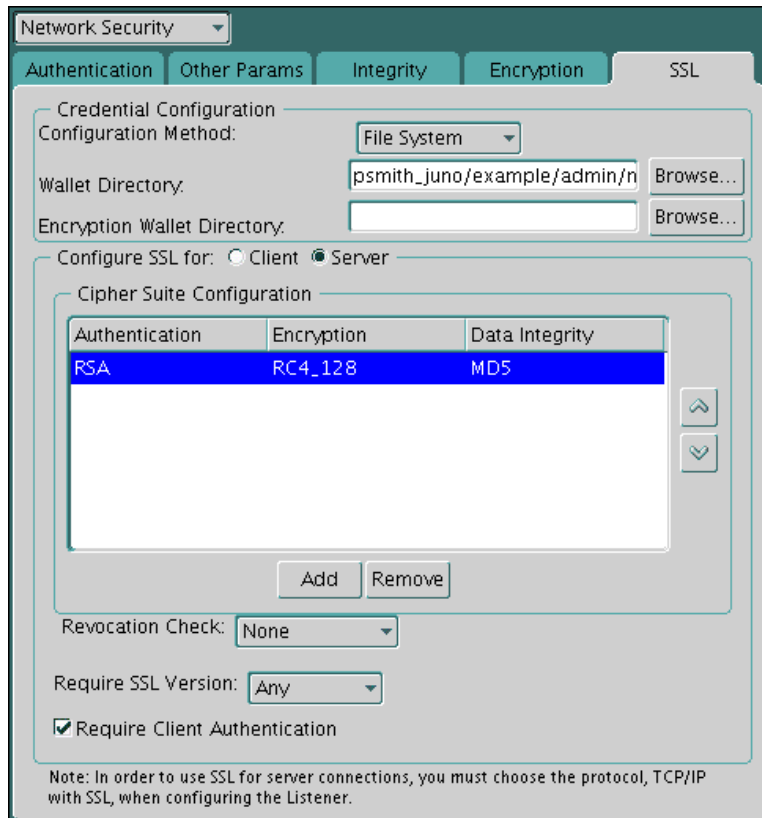 Network Security
Authentication Other Params Integrity Encryption SSL
Credential Configuration
Configuration Method: File System
Wallet Directory: psmith_juno/example/admin/n Browse...
Encryption Wallet Directory: Browse...
Configure SSL for: Client Server
Cipher Suite Configuration
Authentication Encryption Data Integrity
RSA RC4_128 MD5
Add Remove
Revocation Check: None
Require SSL Version: Any
Require Client Authentication
Note: In order to use SSL for server connections, you must choose the protocol, TCP/IP
with SSL, when configuring the Listener.